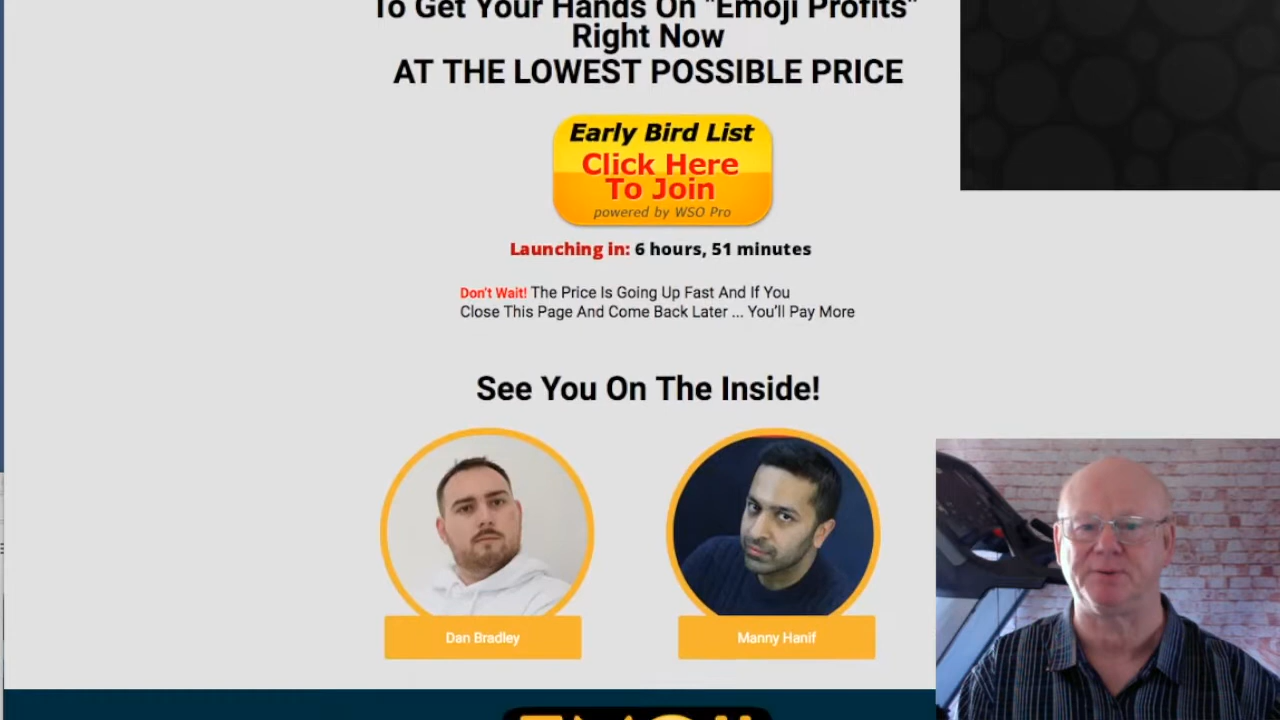 To Get Your Hands On "Emoji Profits"
Right Now
AT THE LOWEST POSSIBLE PRICE
Early Bird List
Click Here
To Join
powered by WSO Pro
Launching in: 6 hours, 51 minutes
Don't Wait! The Price Is Going Up Fast And If You
Close This Page And Come Back Later ... You'll Pay More
See You On The Inside!
Dan Bradley
Manny Hanif